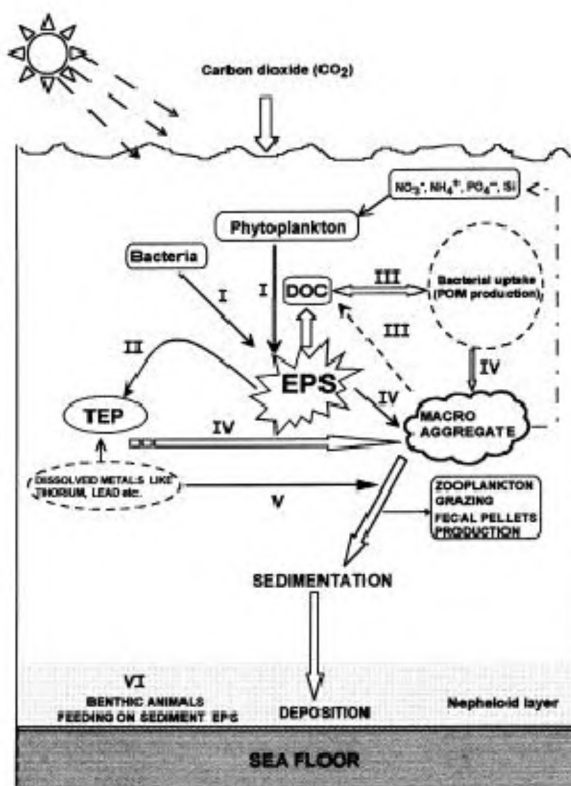 Carbon dioxide (CO2)
NO3-, NH4+, PO4--, Si
Phytoplankton
Bacteria
I
I
DOC
III
Bacterial uptake
(POM production)
III
II
EPS
IV
IV
TEP
IV
MACRO
AGGREGATE
DISSOLVED METALS LIKE
THORIUM, LEAD etc.
V
ZOOPLANKTON
GRAZING
FECAL PELLETS
PRODUCTION
SEDIMENTATION
VI
BENTHIC ANIMALS
FEEDING ON SEDIMENT EPS
DEPOSITION
Nepheloid layer
SEA FLOOR